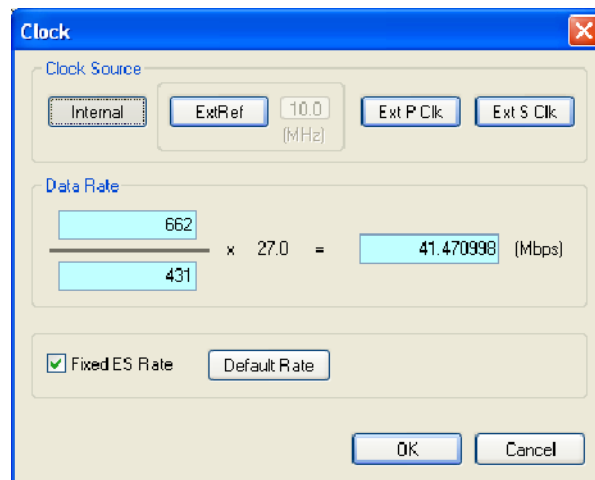 Clock
Clock Source
Internal ExtRef 10.0 Ext P Clk Ext S Clk
(MHz)
Data Rate
662
x 27.0 = 41.470998 (Mbps)
431
Fixed ES Rate Default Rate
OK Cancel